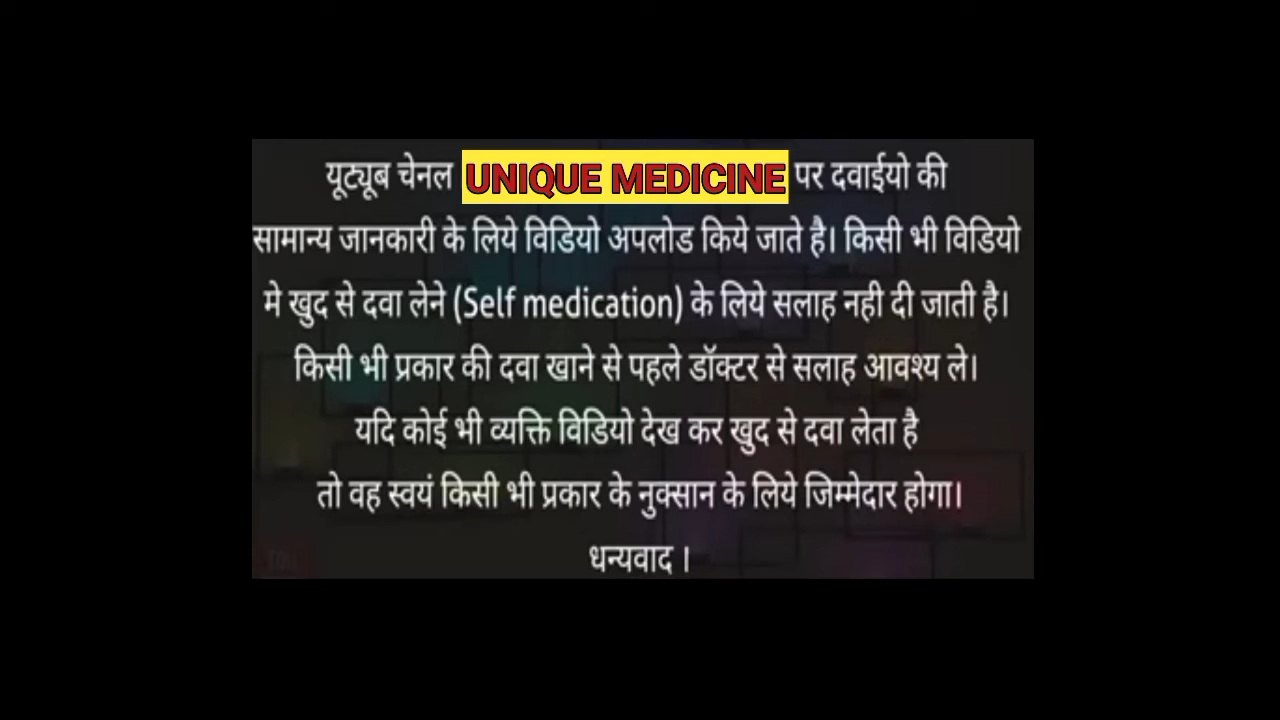 यूट्यूब चेनल UNIQUE MEDICINE पर दवाईयो की
सामान्य जानकारी के लिये विडियो अपलोड किये जाते है। किसी भी विडियो
मे खुद से दवा लेने (Self medication) के लिये सलाह नही दी जाती है।
किसी भी प्रकार की दवा खाने से पहले डॉक्टर से सलाह आवश्य ले।
यदि कोई भी व्यक्ति विडियो देख कर खुद से दवा लेता है
तो वह स्वयं किसी भी प्रकार के नुक्सान के लिये जिम्मेदार होगा।
धन्यवाद ।